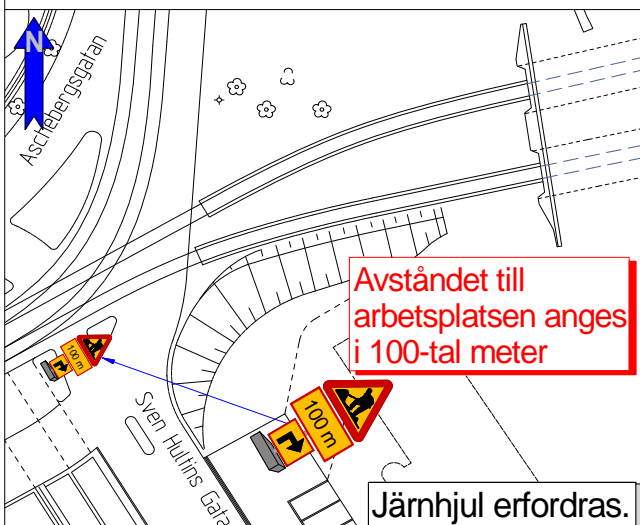 N
Aschebergsgatan
Avståndet till
arbetsplatsen anges
i 100-tal meter
100 m
100 m
Sven Hultins Gata
Järnhjul erfordras.